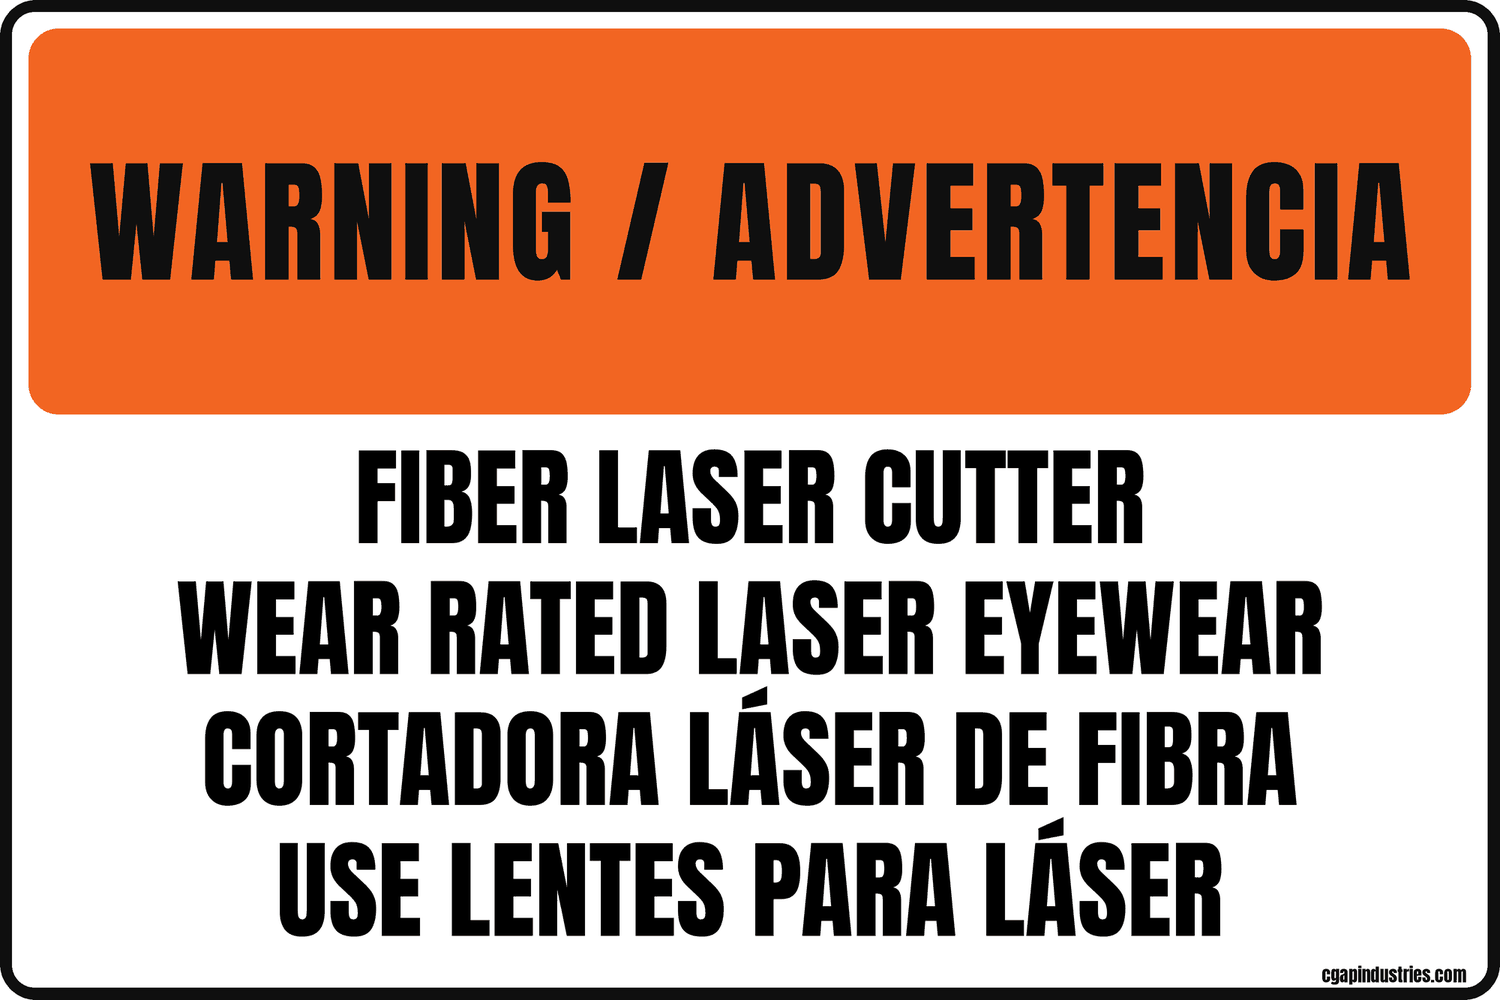 WARNING / ADVERTENCIA
FIBER LASER CUTTER
WEAR RATED LASER EYEWEAR
CORTADORA LÁSER DE FIBRA
USE LENTES PARA LÁSER
cgapindustries.com